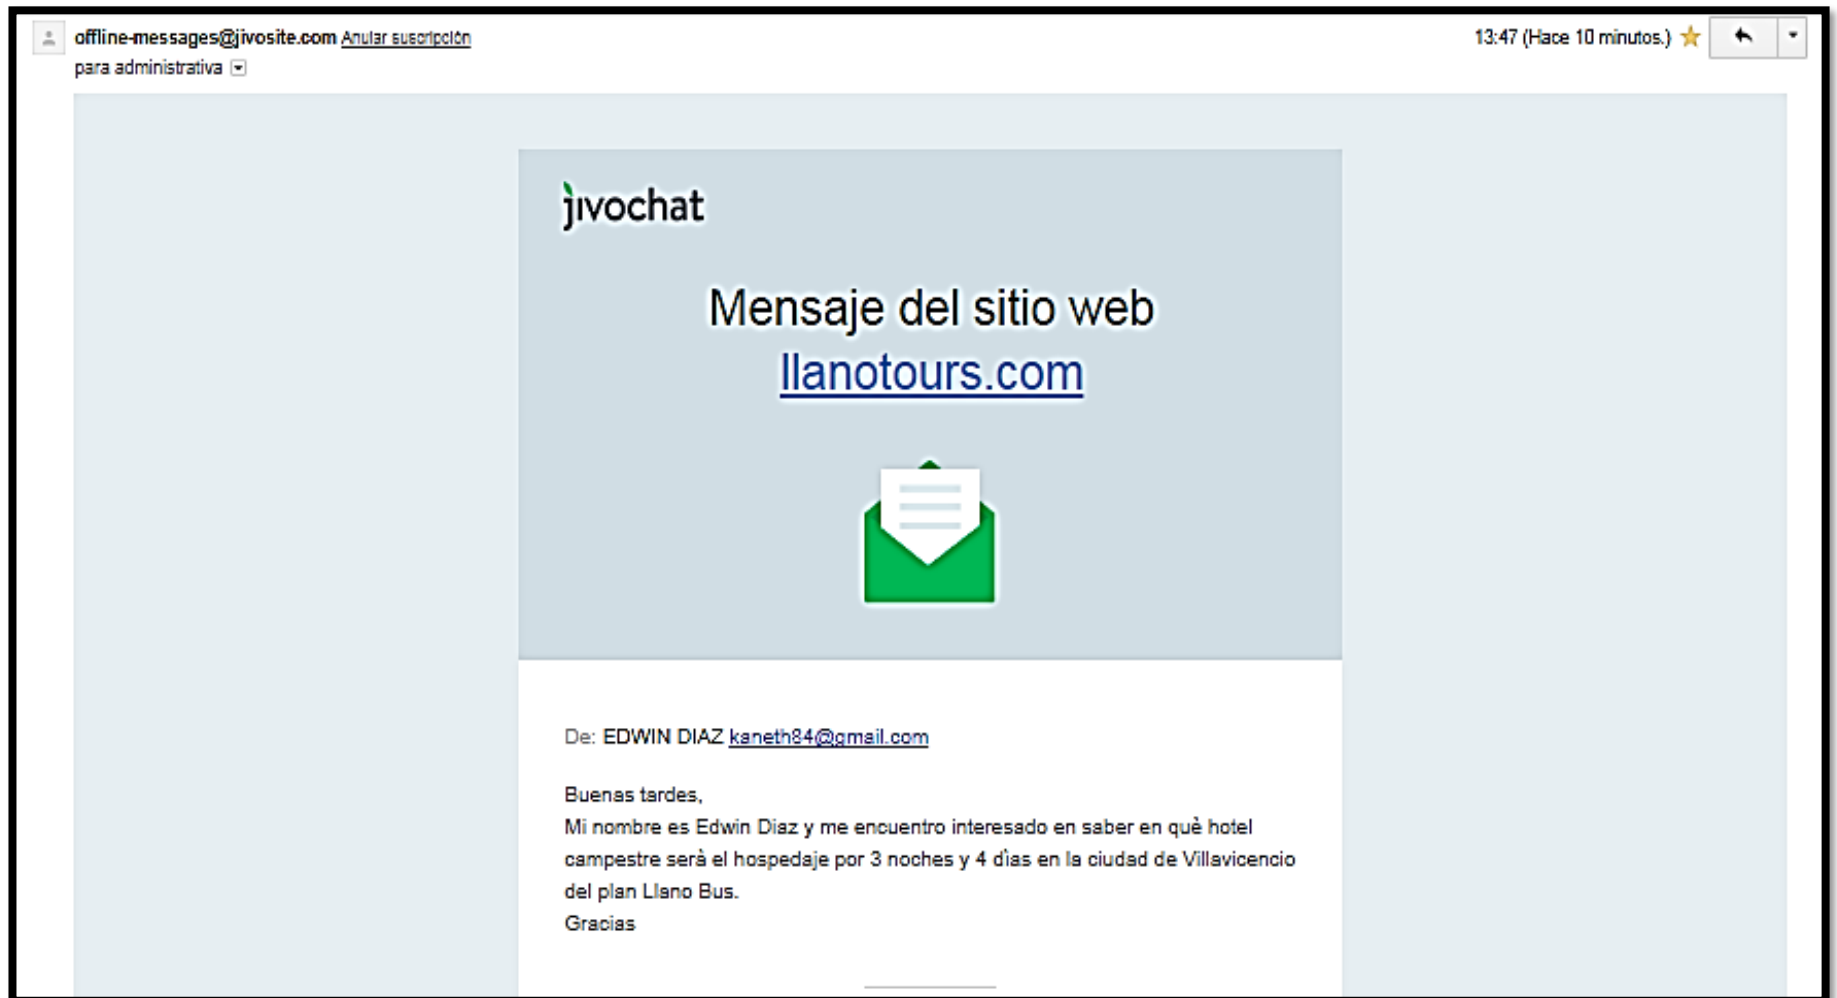 offline-messages@jivosite.com Anular suscripción
13:47 (Hace 10 minutos.)
para administrativa
jivochat
Mensaje del sitio web
llanotours.com
De: EDWIN DIAZ kaneth84@gmail.com
Buenas tardes,
Mi nombre es Edwin Diaz y me encuentro interesado en saber en què hotel
campestre serà el hospedaje por 3 noches y 4 dìas en la ciudad de Villavicencio
del plan Llano Bus.
Gracias